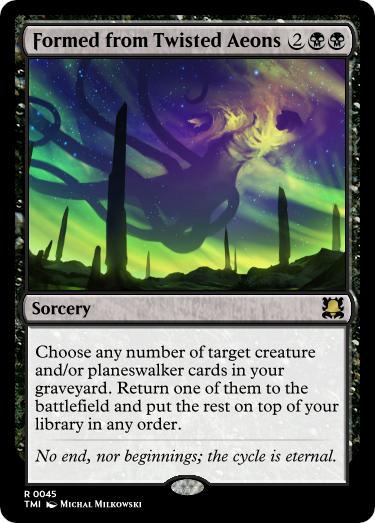 Formed from Twisted Aeons 2
Sorcery
Choose any number of target creature
and/or planeswalker cards in your
graveyard. Return one of them to the
battlefield and put the rest on top of your
library in any order.
No end, nor beginnings; the cycle is eternal.
R 0045
TMI Michal Milkowski